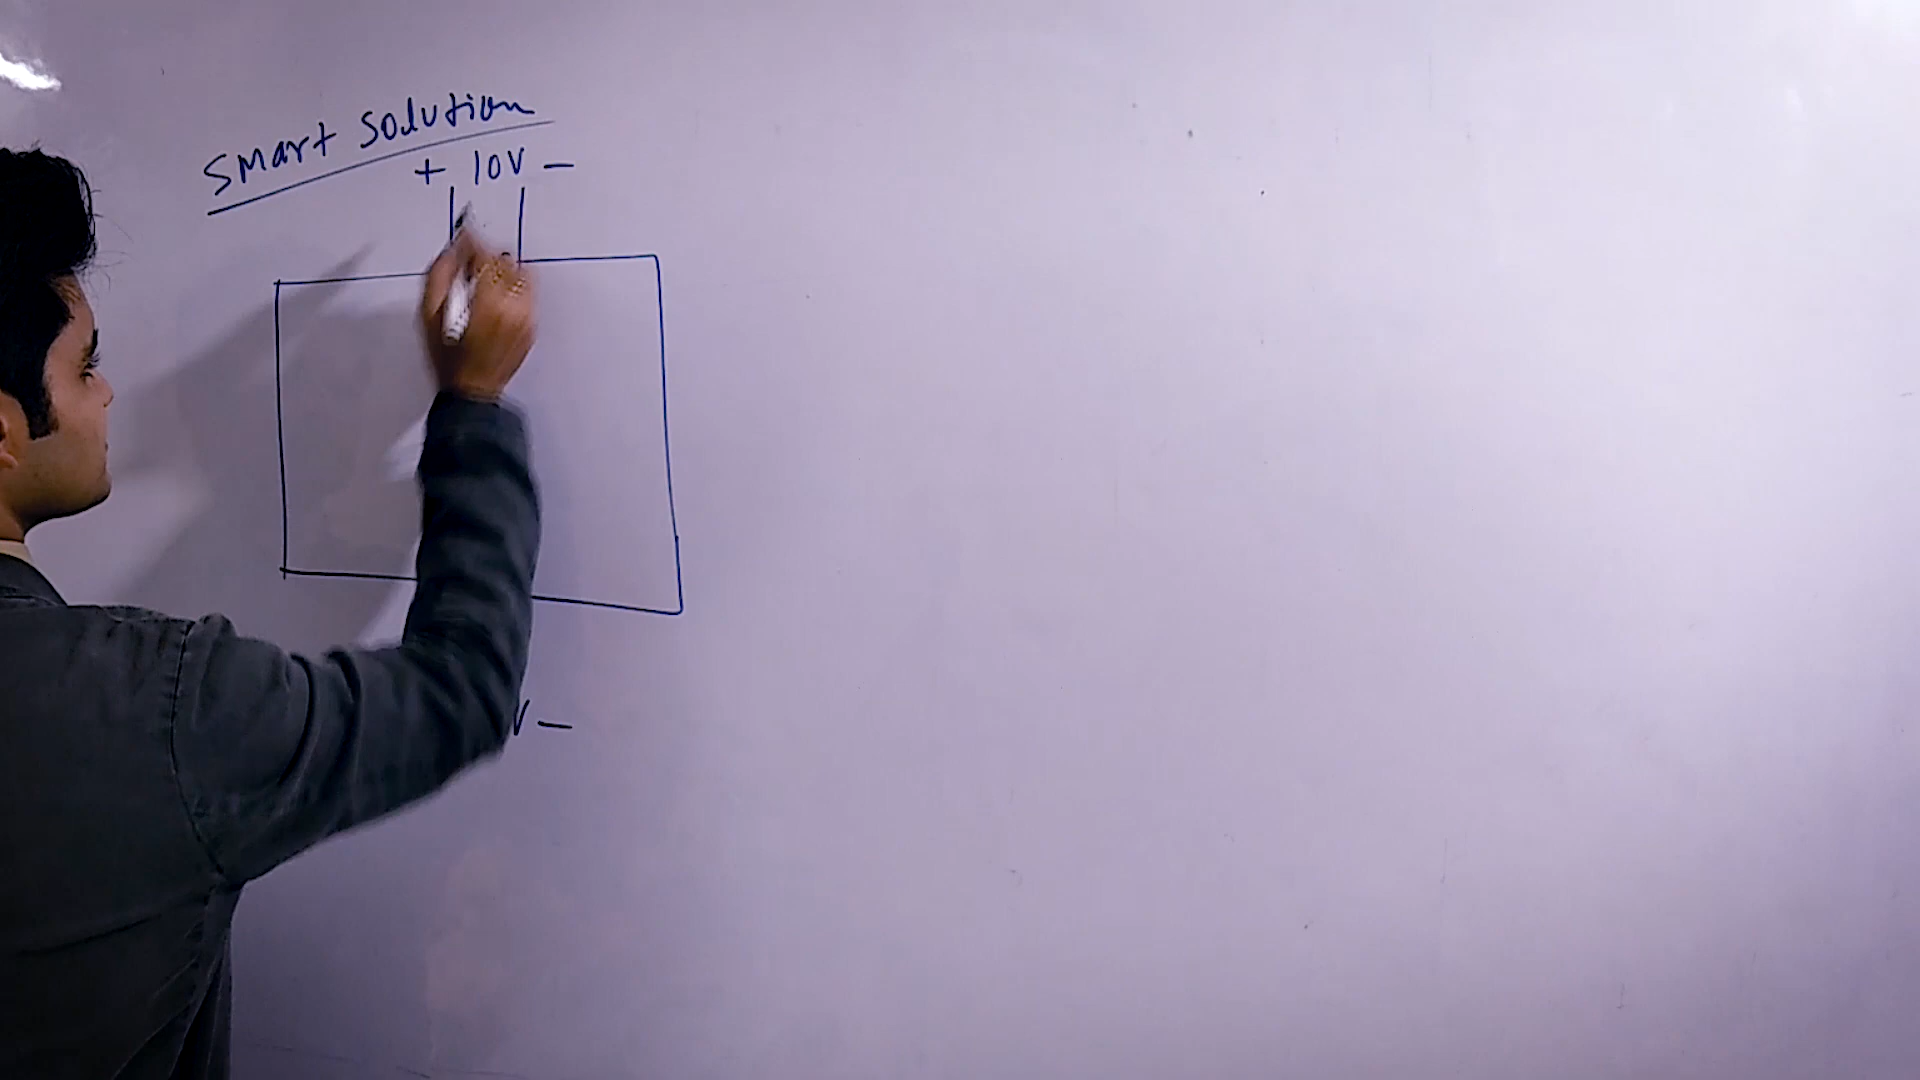 Smart Solution
+ 10V -
V -